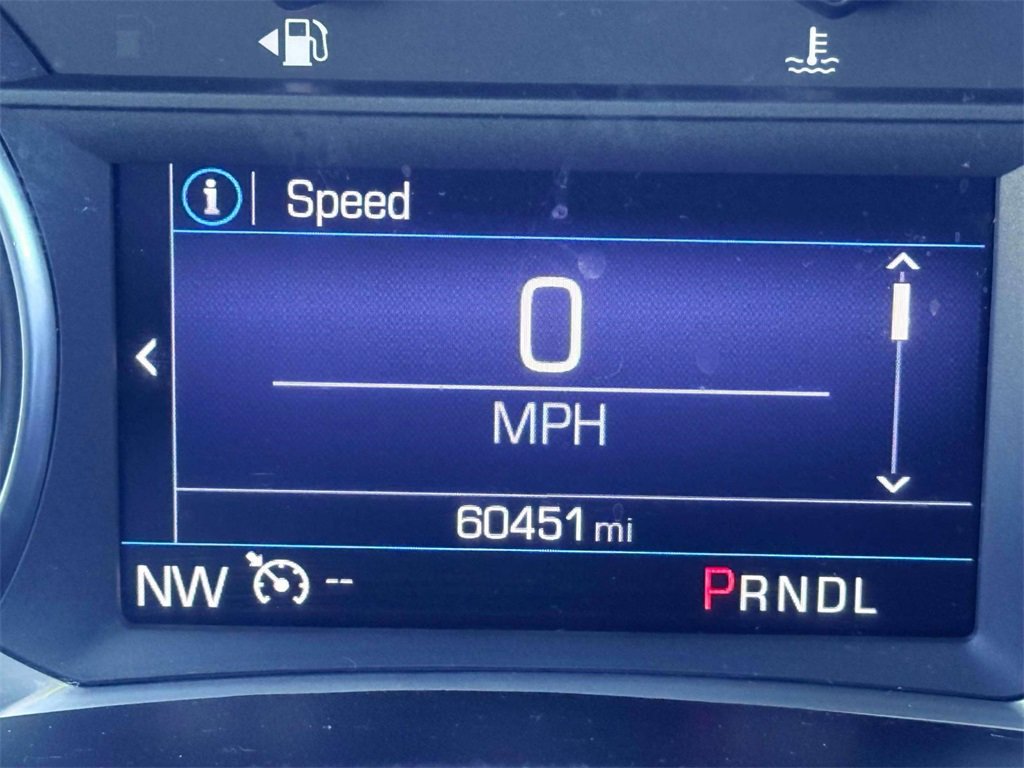 Speed
0
MPH
60451 mi
NW --
PRNDL